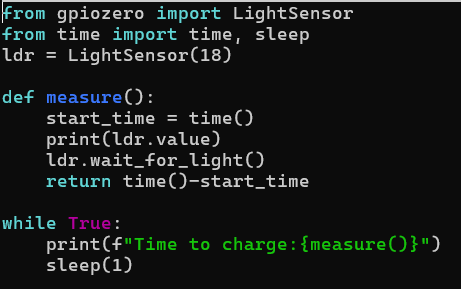 from gpiozero import LightSensor
from time import time, sleep
ldr = LightSensor(18)

def measure():
    start_time = time()
    print(ldr.value)
    ldr.wait_for_light()
    return time()-start_time

while True:
    print(f"Time to charge:{measure()}")
    sleep(1)